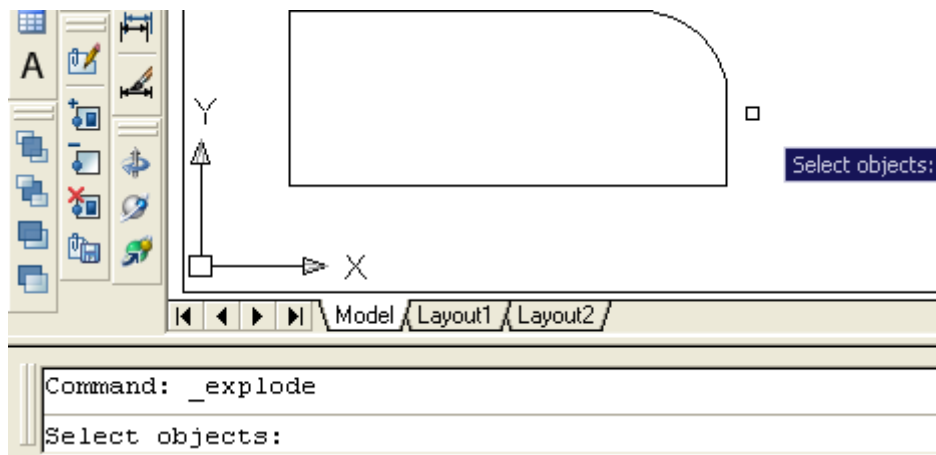 A
Y
Select objects:
X
Model Layout1 Layout2
Command: _explode
Select objects: